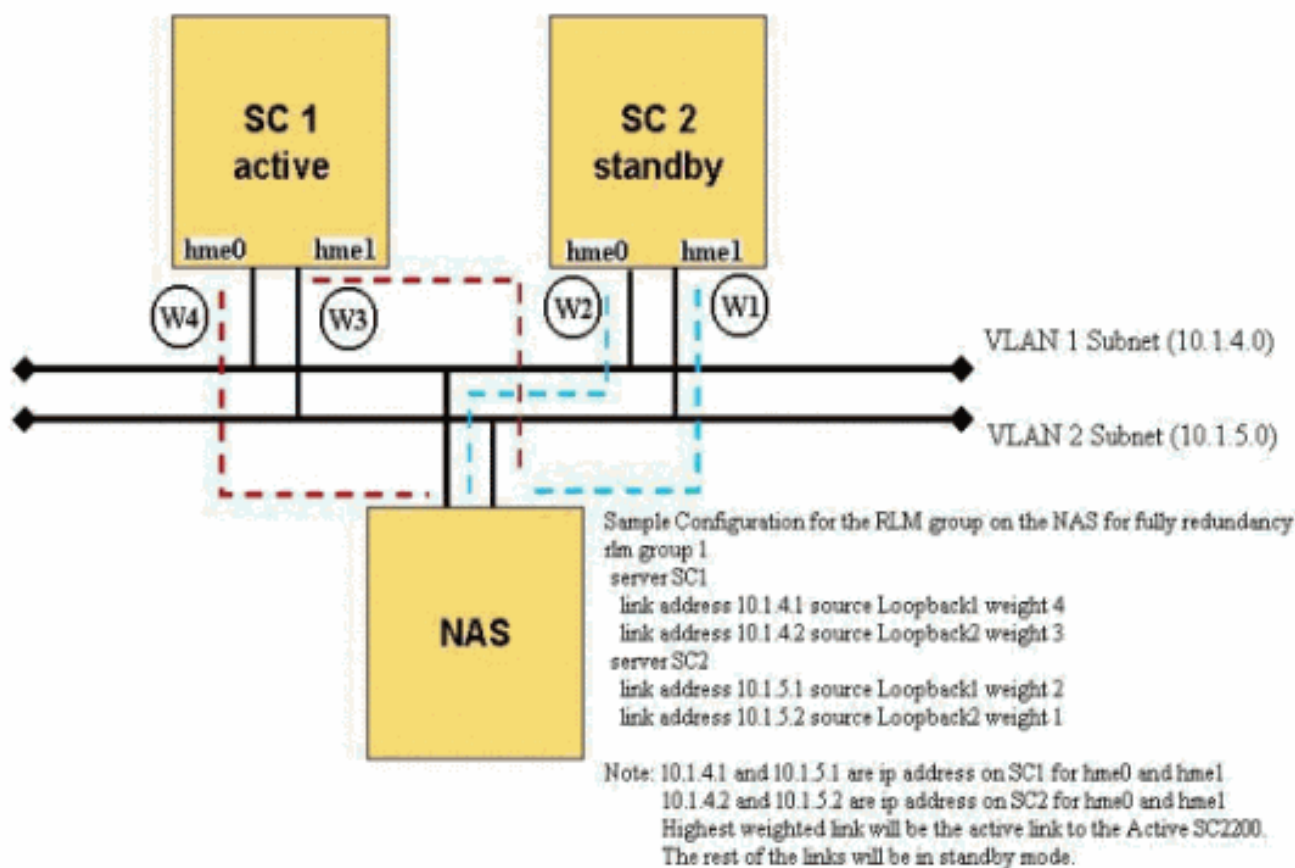 SC 1
active
SC 2
standby
hme0
hme1
hme0
hme1
W4
W3
W2
W1
VLAN 1 Subnet (10.1.4.0)
VLAN 2 Subnet (10.1.5.0)
NAS
Sample Configuration for the RLM group on the NAS for fully redundancy
rlm group 1
server SC1
link address 10.1.4.1 source Loopback1 weight 4
link address 10.1.4.2 source Loopback2 weight 3
server SC2
link address 10.1.5.1 source Loopback1 weight 2
link address 10.1.5.2 source Loopback2 weight 1
Note: 10.1.4.1 and 10.1.5.1 are ip address on SC1 for hme0 and hme1
10.1.4.2 and 10.1.5.2 are ip address on SC2 for hme0 and hme1
Highest weighted link will be the active link to the Active SC2200.
The rest of the links will be in standby mode.